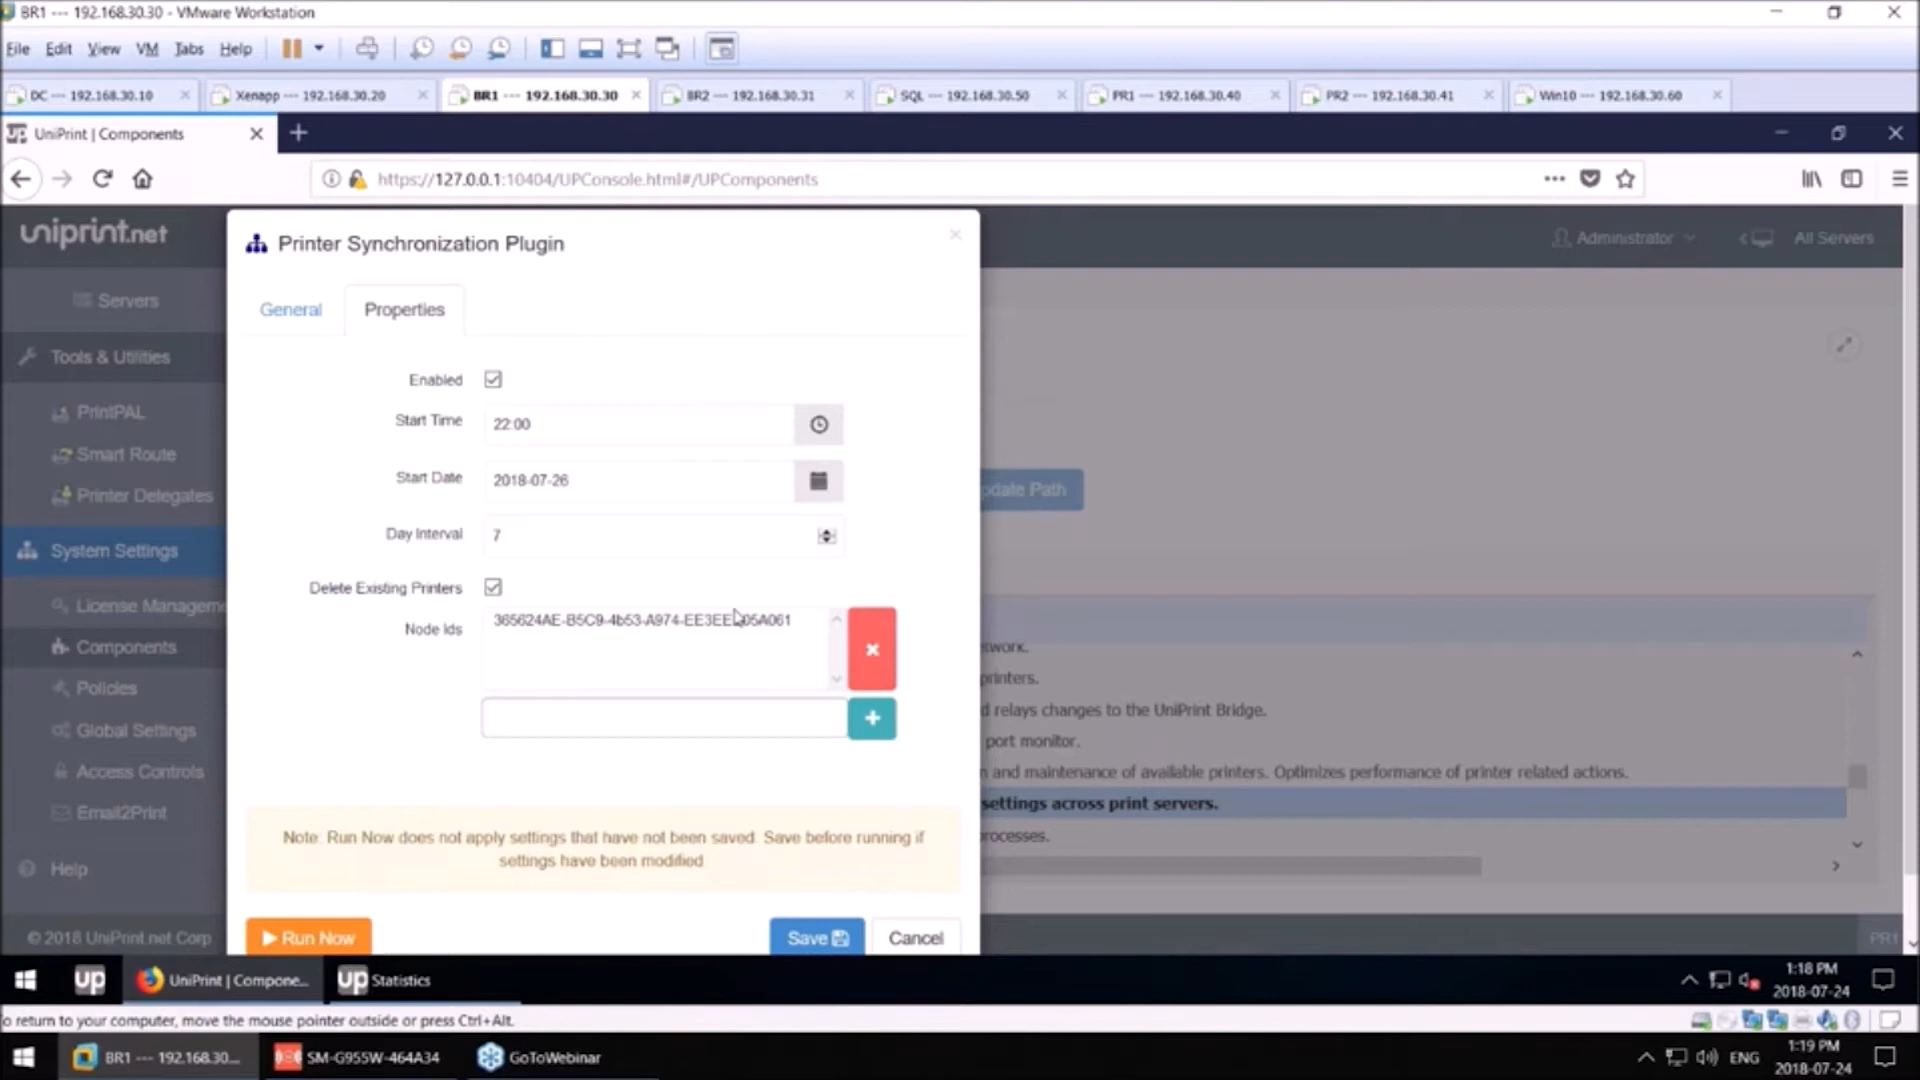 BR1 --- 192.168.30.30 - VMware Workstation
File Edit View VM Tabs Help
DC --- 192.168.30.10
Xenapp --- 192.168.30.20
BR1 --- 192.168.30.30
BR2 --- 192.168.30.31
SQL --- 192.168.30.50
PR1 --- 192.168.30.40
PR2 --- 192.168.30.41
Win10 --- 192.168.30.60
UniPrint | Components
https://127.0.0.1:10404/UPConsole.html#/UPComponents
uniprint.net
Administrator
All Servers
Printer Synchronization Plugin
General
Properties
Servers
Tools & Utilities
PrintPAL
Smart Route
Printer Delegates
System Settings
License Manageme
Components
Policies
Global Settings
Access Controls
Email2Print
Help
© 2018 UniPrint.net Corp
Enabled
Start Time 22:00
Start Date 2018-07-26
Day Interval 7
Delete Existing Printers
Node Ids
Note: Run Now does not apply settings that have not been saved. Save before running if
settings have been modified
Run Now
Save
Cancel
pdate Path
twork.
printers.
d relays changes to the UniPrint Bridge.
port monitor.
n and maintenance of available printers. Optimizes performance of printer related actions.
settings across print servers.
rocesses.
PR1
up
UniPrint | Compone...
up Statistics
1:18 PM
2018-07-24
o return to your computer, move the mouse pointer outside or press Ctrl+Alt.
BR1 --- 192.168.30...
SM-G955W-464A34
GoToWebinar
ENG
1:19 PM
2018-07-24